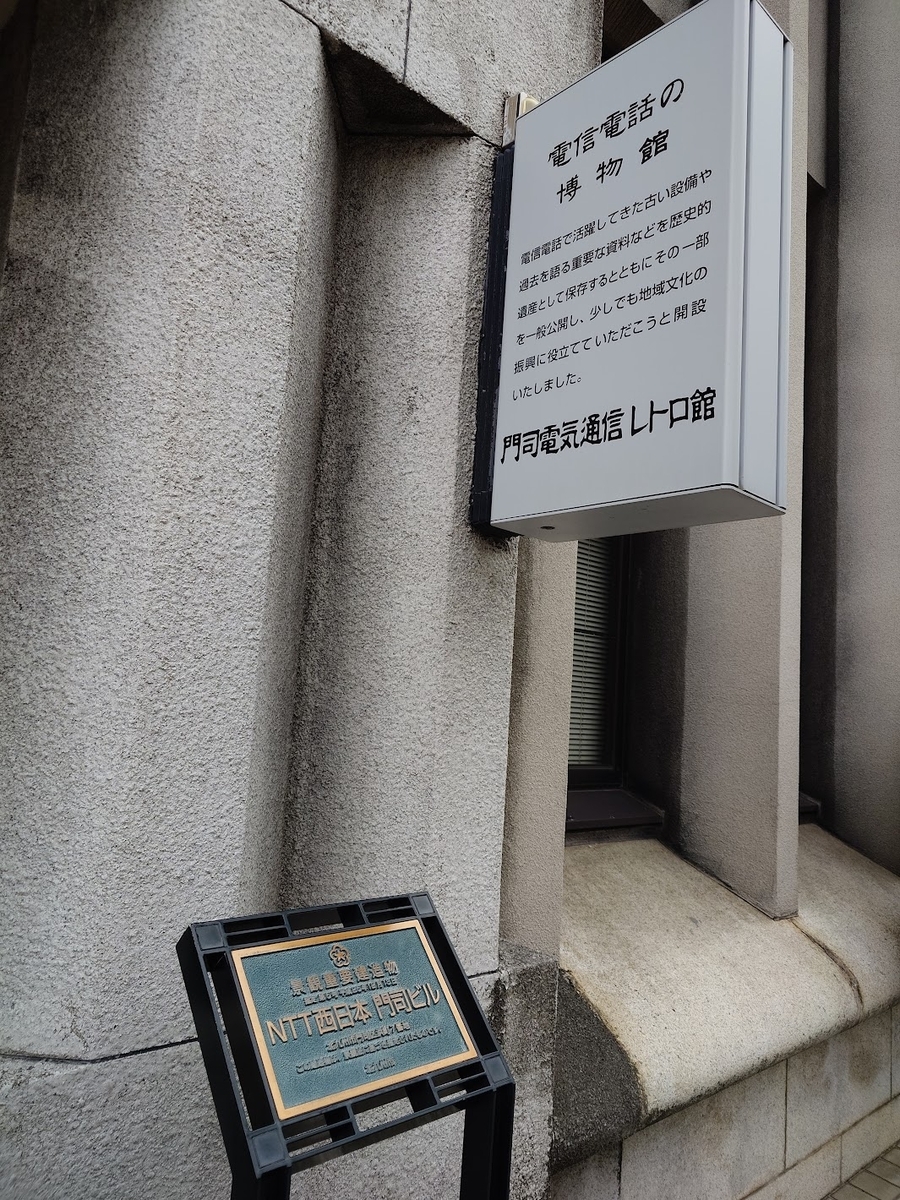 電信電話の
博物館
電信電話で活躍してきた古い設備や
過去を語る重要な資料などを歴史的
遺産として保存するとともにその一部
を一般公開し、少しでも地域文化の
振興に役立てていただこうと開設
いたしました。
門司電気通信レトロ館
景観重要建造物
NTT西日本 門司ビル
北九州市